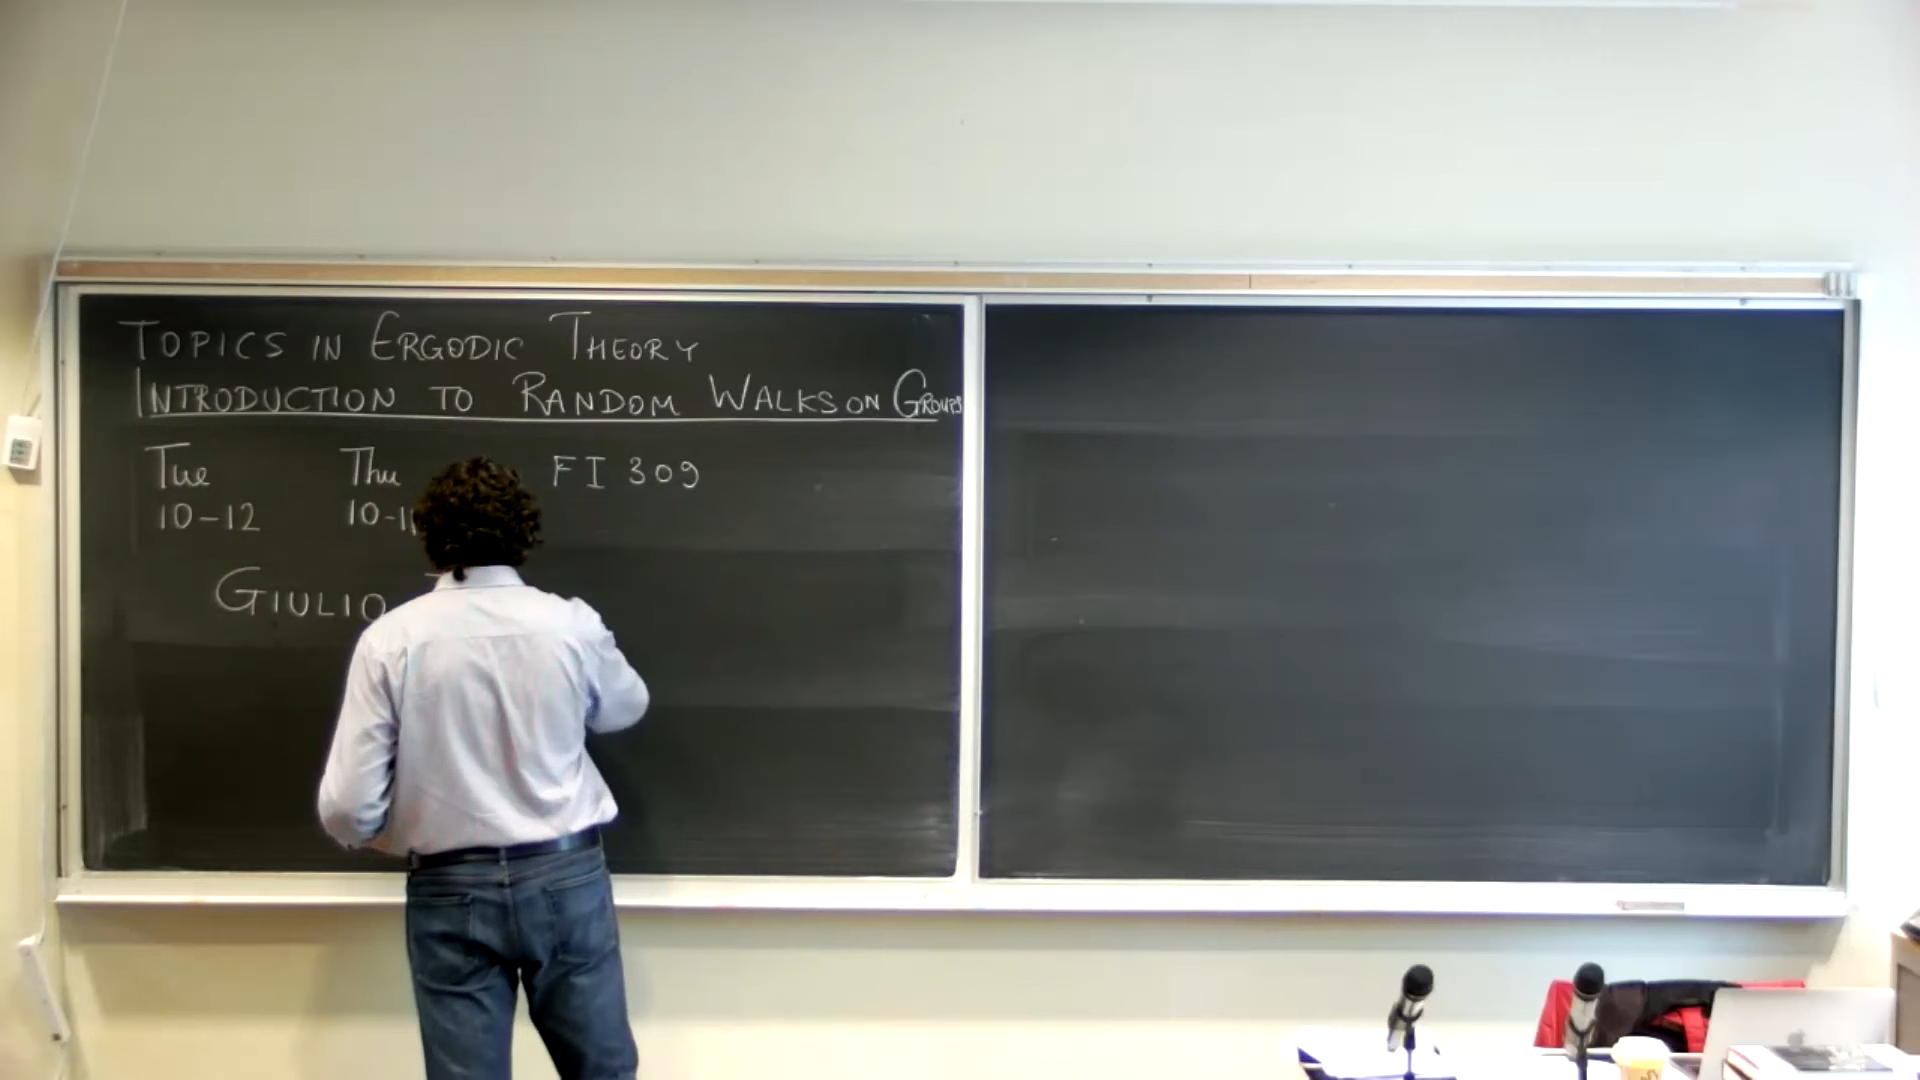 TOPICS IN ERGODIC THEORY
INTRODUCTION TO RANDOM WALKS ON GROUPS
Tue Thu FI 309
10-12
GIULIO